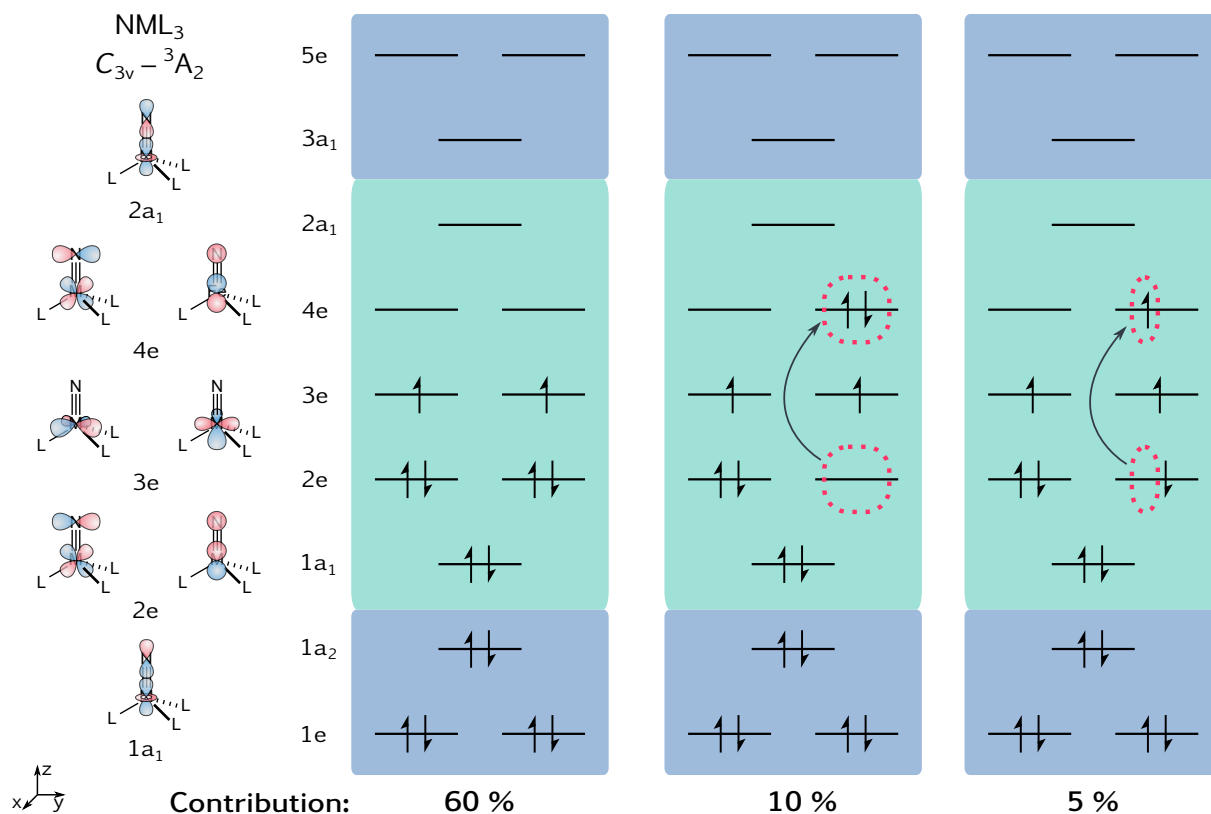 NML₃
C₃ᵥ – ³A₂
5e
3a₁
L
L
L
2a₁
2a₁
N
L
L
L
L
L
L
4e
4e
N
N
M
L
L
L
L
L
L
3e
3e
N
M
L
L
L
L
L
L
2e
2e
1a₁
L
L
L
1a₁
1a₂
1e
z
x
y
Contribution:
60 %
10 %
5 %